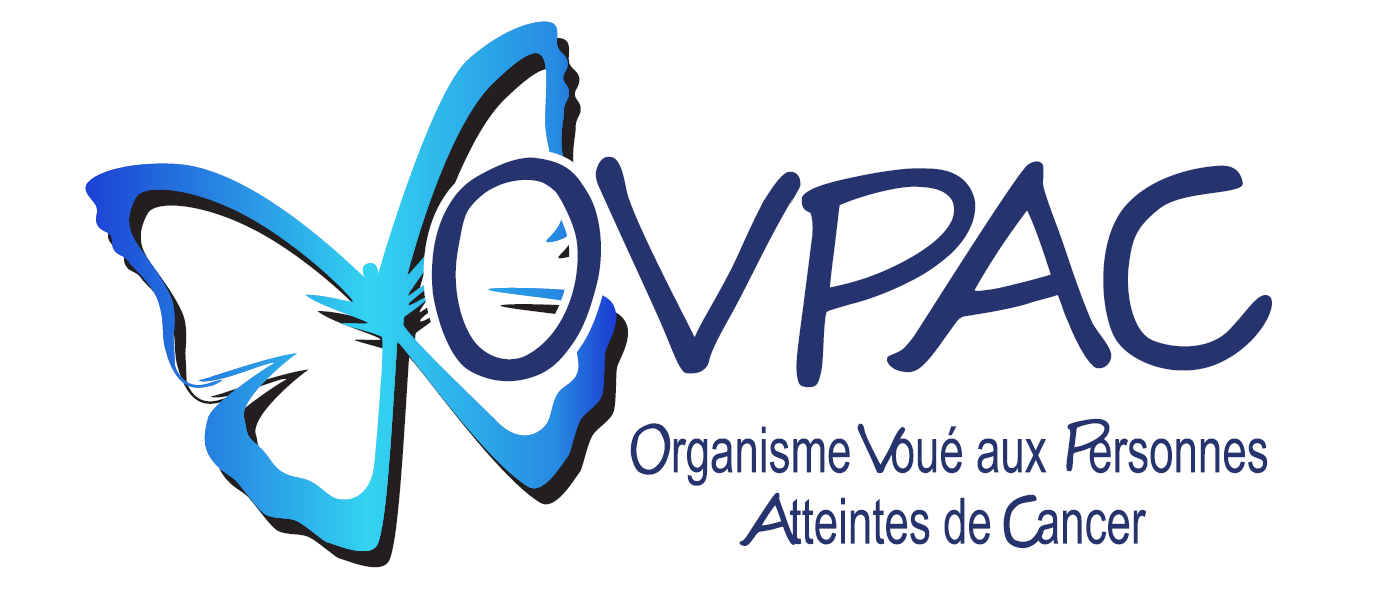 OVPAC
Organisme Voué aux Personnes
Atteintes de Cancer